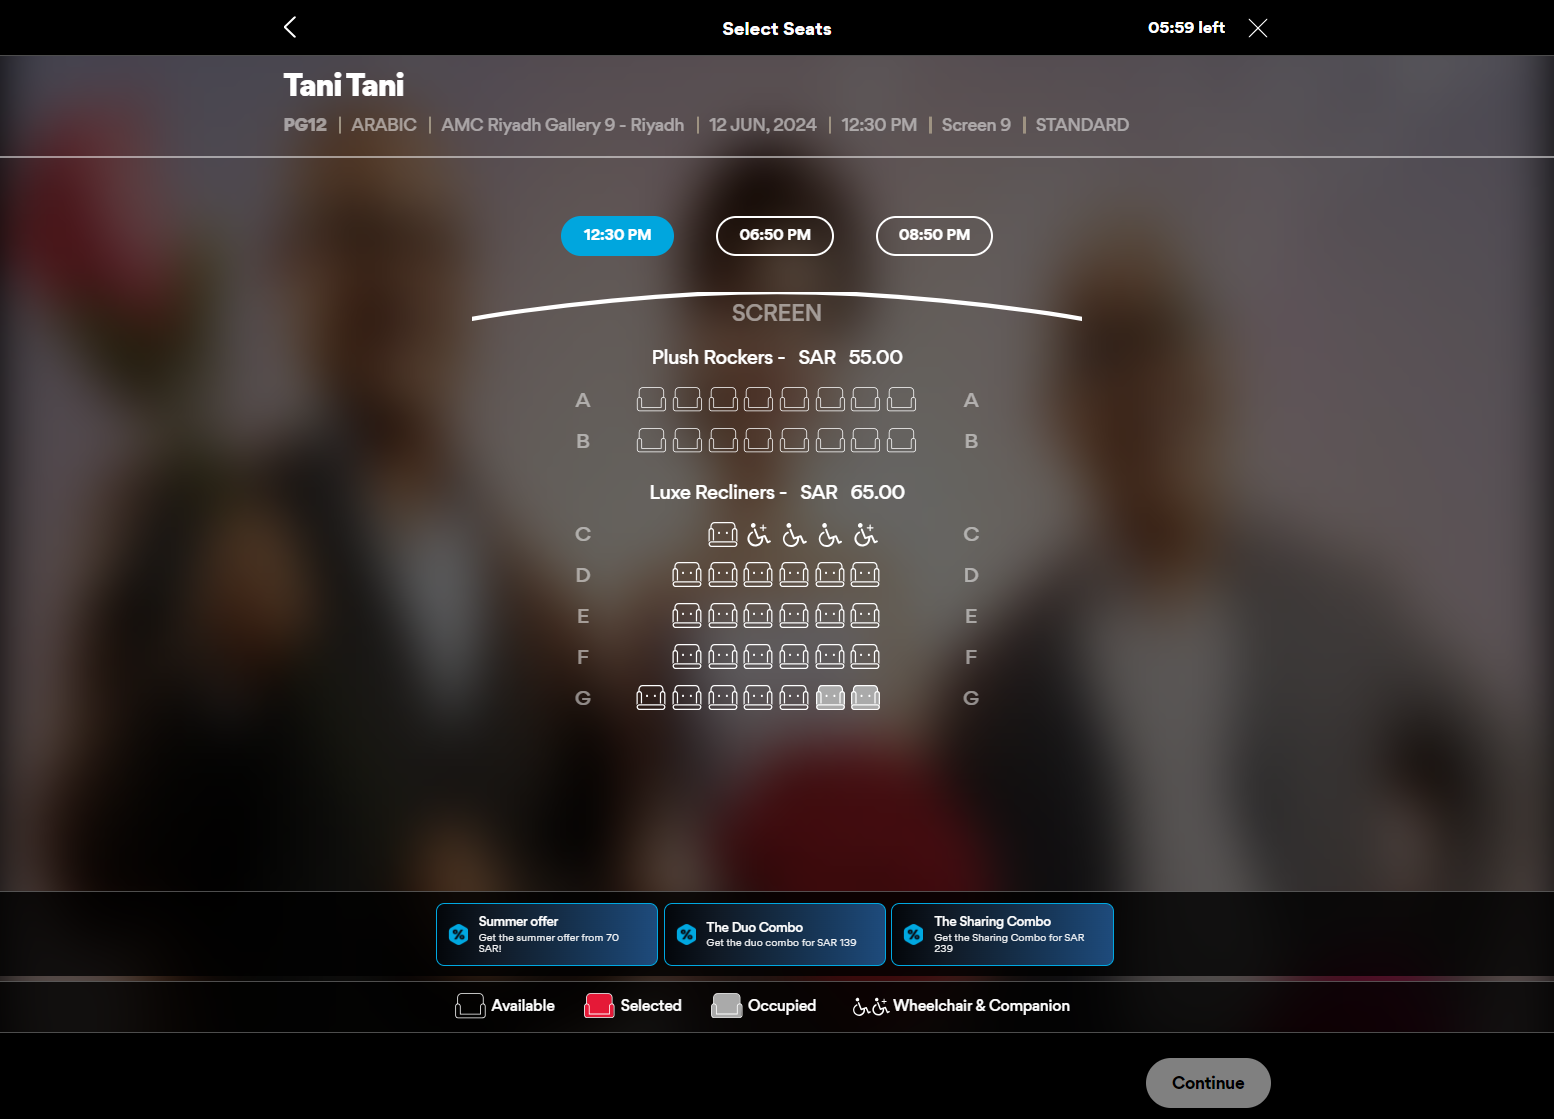 Select Seats
05:59 left
Tani Tani
PG12 | ARABIC | AMC Riyadh Gallery 9 - Riyadh | 12 JUN, 2024 | 12:30 PM | Screen 9 | STANDARD
12:30 PM
06:50 PM
08:50 PM
SCREEN
Plush Rockers - SAR 55.00
A A
B B
Luxe Recliners - SAR 65.00
C C
D D
E E
F F
G G
Summer offer
Get the summer offer from 70
SAR!
The Duo Combo
Get the duo combo for SAR 139
The Sharing Combo
Get the Sharing Combo for SAR
239
Available
Selected
Occupied
Wheelchair & Companion
Continue